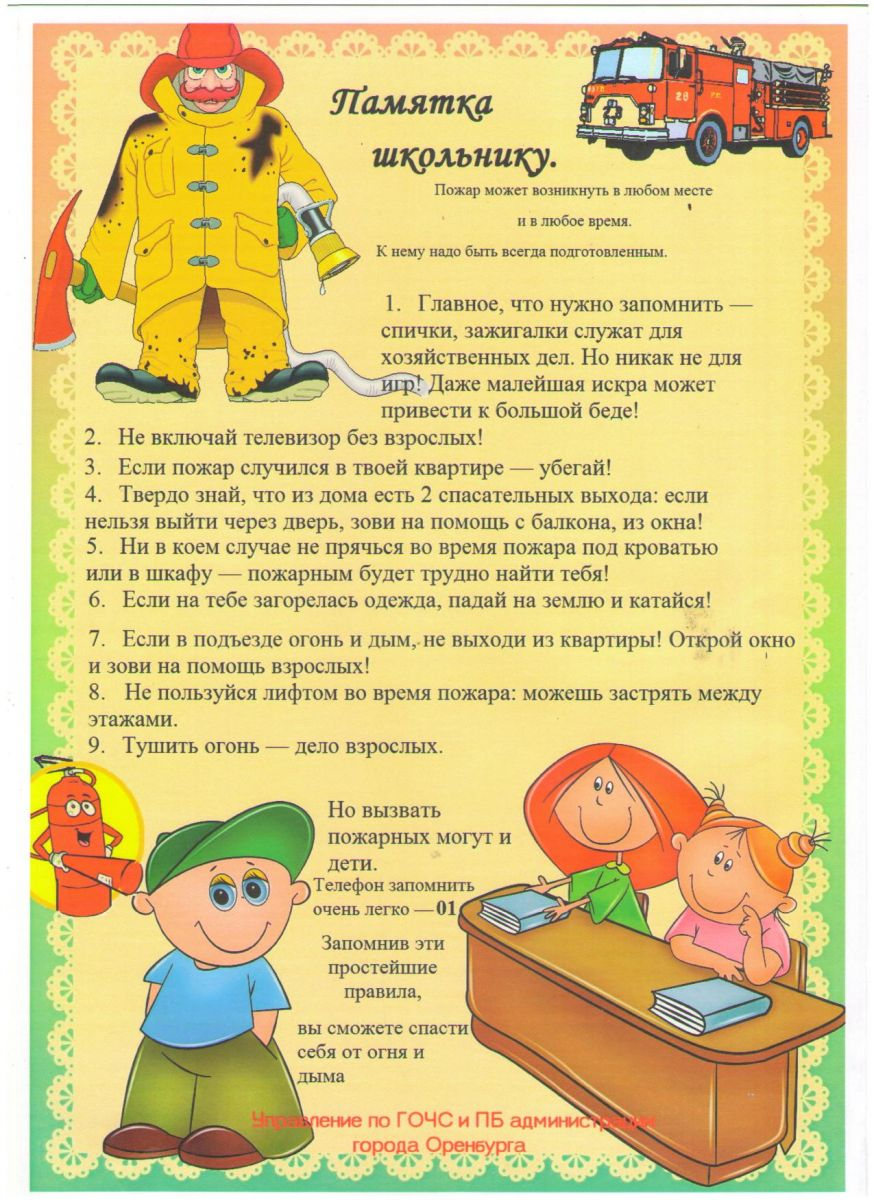 Памятка
школьнику.
28
Пожар может возникнуть в любом месте
и в любое время.
К нему надо быть всегда подготовленным.
1. Главное, что нужно запомнить —
спички, зажигалки служат для
хозяйственных дел. Но никак не для
игр! Даже малейшая искра может
привести к большой беде!
2. Не включай телевизор без взрослых!
3. Если пожар случился в твоей квартире — убегай!
4. Твердо знай, что из дома есть 2 спасательных выхода: если
нельзя выйти через дверь, зови на помощь с балкона, из окна!
5. Ни в коем случае не прячься во время пожара под кроватью
или в шкафу — пожарным будет трудно найти тебя!
6. Если на тебе загорелась одежда, падай на землю и катайся!
7. Если в подъезде огонь и дым, не выходи из квартиры! Открой окно
и зови на помощь взрослых!
8. Не пользуйся лифтом во время пожара: можешь застрять между
этажами.
9. Тушить огонь — дело взрослых.
Но вызвать
пожарных могут и
дети.
Телефон запомнить
очень легко — 01.
Запомнив эти
простейшие
правила,
вы сможете спасти
себя от огня и
дыма
Управление по ГОЧС и ПБ администрации
города Оренбурга